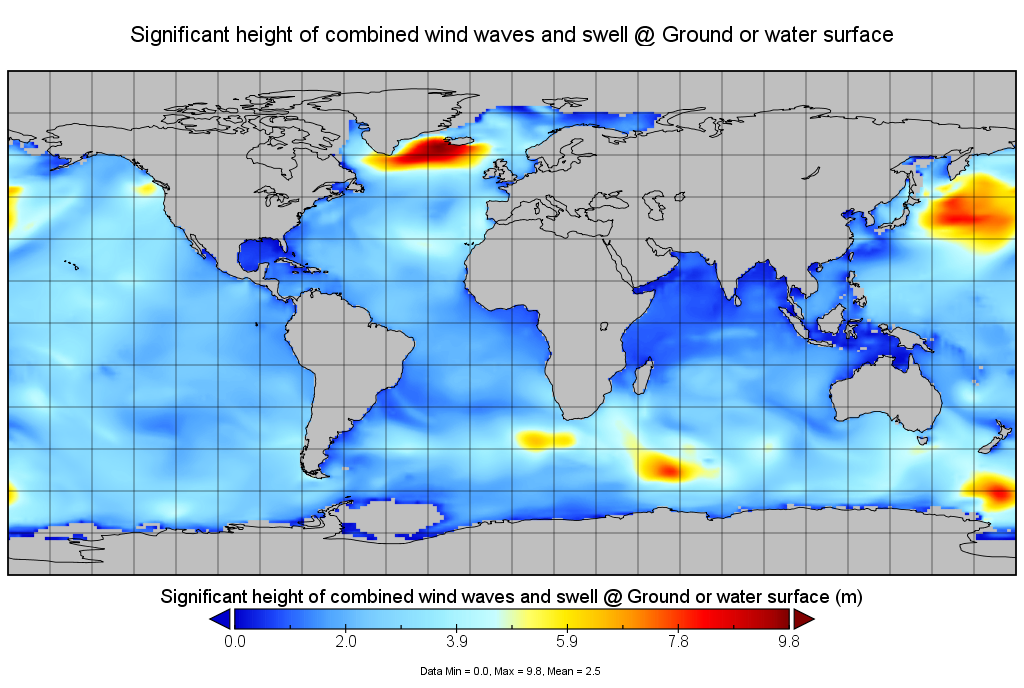 Significant height of combined wind waves and swell @ Ground or water surface
Significant height of combined wind waves and swell @ Ground or water surface (m)
0.0 2.0 3.9 5.9 7.8 9.8
Data Min = 0.0, Max = 9.8, Mean = 2.5